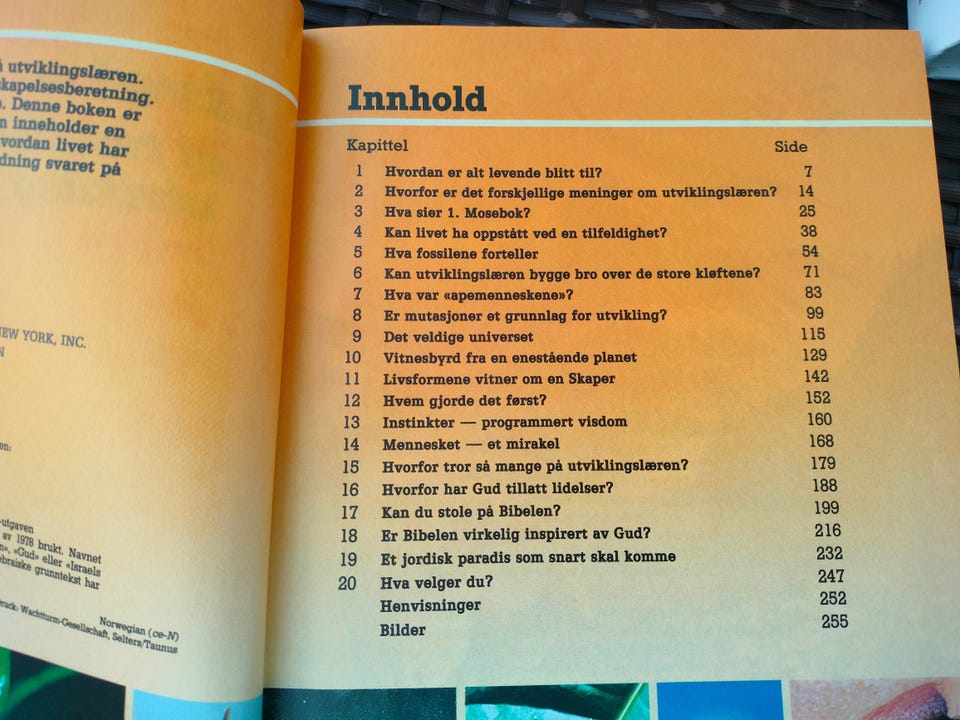 å utviklingslæren.
skapelsesberetning.
. Denne boken er
n inneholder en
vordan livet har
dning svaret på
NEW YORK, INC.
N
en:
-utgaven
av 1978 brukt. Navnet
n», «Gud» eller «Israels
ebraiske grunntekst har
Norwegian (ce-N)
Druck: Wachtturm-Gesellschaft, Selters/Taunus
Innhold
Kapittel Side
1 Hvordan er alt levende blitt til? 7
2 Hvorfor er det forskjellige meninger om utviklingslæren? 14
3 Hva sier 1. Mosebok? 25
4 Kan livet ha oppstått ved en tilfeldighet? 38
5 Hva fossilene forteller 54
6 Kan utviklingslæren bygge bro over de store kløftene? 71
7 Hva var «apemenneskene»? 83
8 Er mutasjoner et grunnlag for utvikling? 99
9 Det veldige universet 115
10 Vitnesbyrd fra en enestående planet 129
11 Livsformene vitner om en Skaper 142
12 Hvem gjorde det først? 152
13 Instinkter — programmert visdom 160
14 Mennesket — et mirakel 168
15 Hvorfor tror så mange på utviklingslæren? 179
16 Hvorfor har Gud tillatt lidelser? 188
17 Kan du stole på Bibelen? 199
18 Er Bibelen virkelig inspirert av Gud? 216
19 Et jordisk paradis som snart skal komme 232
20 Hva velger du? 247
Henvisninger 252
Bilder 255